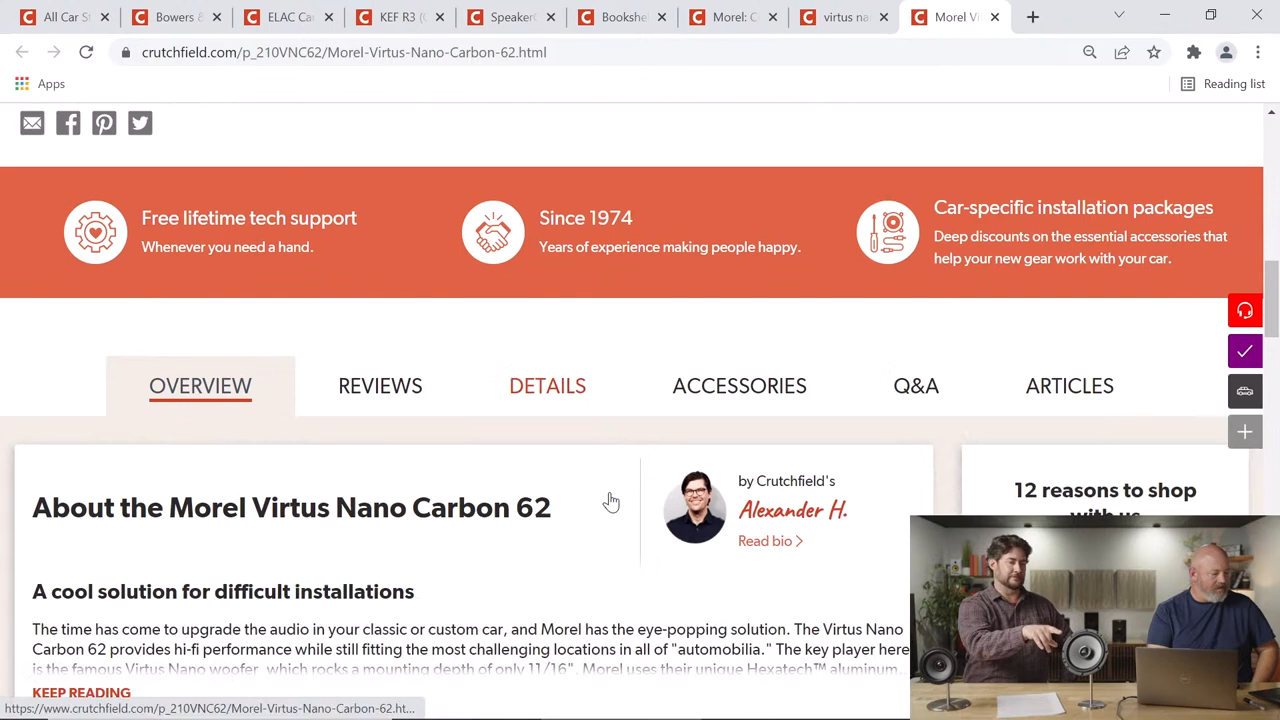 All Car St
Bowers &
ELAC Ca
KEF R3 (
Speaker
Bookshel
Morel: C
virtus na
Morel Vi
crutchfield.com/p_210VNC62/Morel-Virtus-Nano-Carbon-62.html
Apps
Reading list
Free lifetime tech support
Whenever you need a hand.
Since 1974
Years of experience making people happy.
Car-specific installation packages
Deep discounts on the essential accessories that
help your new gear work with your car.
OVERVIEW
REVIEWS
DETAILS
ACCESSORIES
Q&A
ARTICLES
About the Morel Virtus Nano Carbon 62
by Crutchfield's
Alexander H.
Read bio >
12 reasons to shop
with us
A cool solution for difficult installations
The time has come to upgrade the audio in your classic or custom car, and Morel has the eye-popping solution. The Virtus Nano
Carbon 62 provides hi-fi performance while still fitting the most challenging locations in all of "automobilia." The key player here
is the famous Virtus Nano woofer, which rocks a mounting depth of only 11/16". Morel uses their unique Hexatech™ aluminum
KEEP READING
https://www.crutchfield.com/p_210VNC62/Morel-Virtus-Nano-Carbon-62.ht...